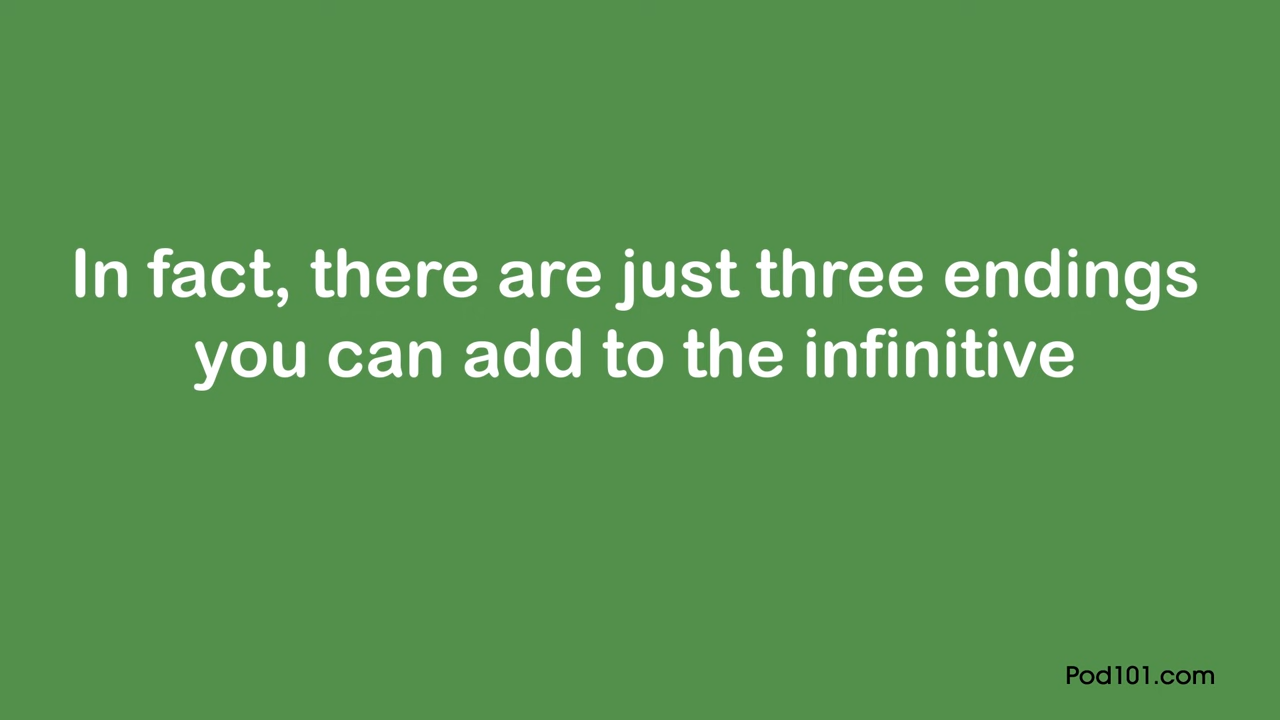 In fact, there are just three endings
you can add to the infinitive
Pod101.com